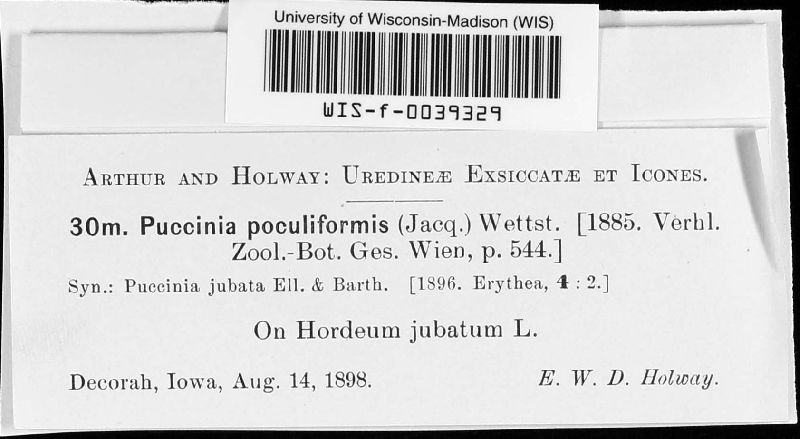 University of Wisconsin-Madison (WIS)
WIS-f-0039329
ARTHUR AND HOLWAY: UREDINEÆ EXSICCATÆ ET ICONES.
30m. Puccinia poculiformis (Jacq.) Wettst. [1885. Verhl.
Zool.-Bot. Ges. Wien, p. 544.]
Syn.: Puccinia jubata Ell. & Barth. [1896. Erythea, 4 : 2.]
On Hordeum jubatum L.
Decorah, Iowa, Aug. 14, 1898. E. W. D. Holway.